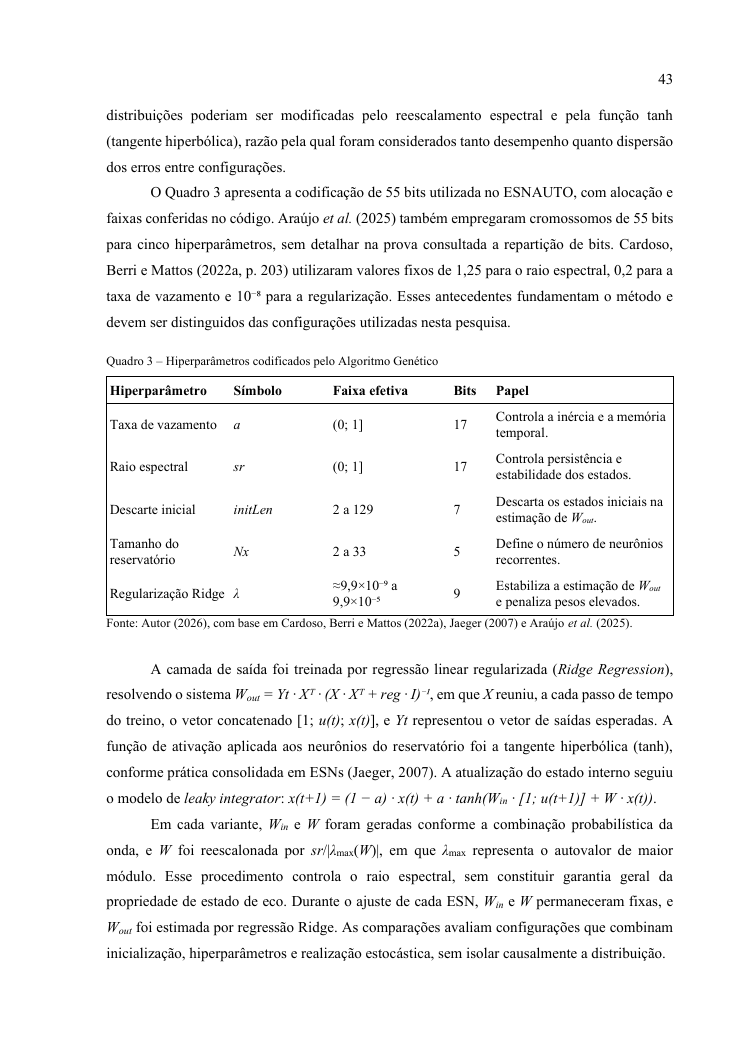 43
distribuições poderiam ser modificadas pelo reescalamento espectral e pela função tanh
(tangente hiperbólica), razão pela qual foram considerados tanto desempenho quanto dispersão
dos erros entre configurações.
O Quadro 3 apresenta a codificação de 55 bits utilizada no ESNAUTO, com alocação e
faixas conferidas no código. Araújo et al. (2025) também empregaram cromossomos de 55 bits
para cinco hiperparâmetros, sem detalhar na prova consultada a repartição de bits. Cardoso,
Berri e Mattos (2022a, p. 203) utilizaram valores fixos de 1,25 para o raio espectral, 0,2 para a
taxa de vazamento e 10⁻⁸ para a regularização. Esses antecedentes fundamentam o método e
devem ser distinguidos das configurações utilizadas nesta pesquisa.
Quadro 3 – Hiperparâmetros codificados pelo Algoritmo Genético
Hiperparâmetro Símbolo Faixa efetiva Bits Papel
Taxa de vazamento a (0; 1] 17 Controla a inércia e a memória
temporal.
Raio espectral sr (0; 1] 17 Controla persistência e
estabilidade dos estados.
Descarte inicial initLen 2 a 129 7 Descarta os estados iniciais na
estimação de Wout.
Tamanho do
reservatório Nx 2 a 33 5 Define o número de neurônios
recorrentes.
Regularização Ridge λ ≈9,9×10⁻⁹ a
9,9×10⁻⁵ 9 Estabiliza a estimação de Wout
e penaliza pesos elevados.
Fonte: Autor (2026), com base em Cardoso, Berri e Mattos (2022a), Jaeger (2007) e Araújo et al. (2025).
A camada de saída foi treinada por regressão linear regularizada (Ridge Regression),
resolvendo o sistema Wout = Yt · Xᵀ · (X · Xᵀ + reg · I)⁻¹, em que X reuniu, a cada passo de tempo
do treino, o vetor concatenado [1; u(t); x(t)], e Yt representou o vetor de saídas esperadas. A
função de ativação aplicada aos neurônios do reservatório foi a tangente hiperbólica (tanh),
conforme prática consolidada em ESNs (Jaeger, 2007). A atualização do estado interno seguiu
o modelo de leaky integrator: x(t+1) = (1 − a) · x(t) + a · tanh(Win · [1; u(t+1)] + W · x(t)).
Em cada variante, Win e W foram geradas conforme a combinação probabilística da
onda, e W foi reescalonada por sr/|λmax(W)|, em que λmax representa o autovalor de maior
módulo. Esse procedimento controla o raio espectral, sem constituir garantia geral da
propriedade de estado de eco. Durante o ajuste de cada ESN, Win e W permaneceram fixas, e
Wout foi estimada por regressão Ridge. As comparações avaliam configurações que combinam
inicialização, hiperparâmetros e realização estocástica, sem isolar causalmente a distribuição.